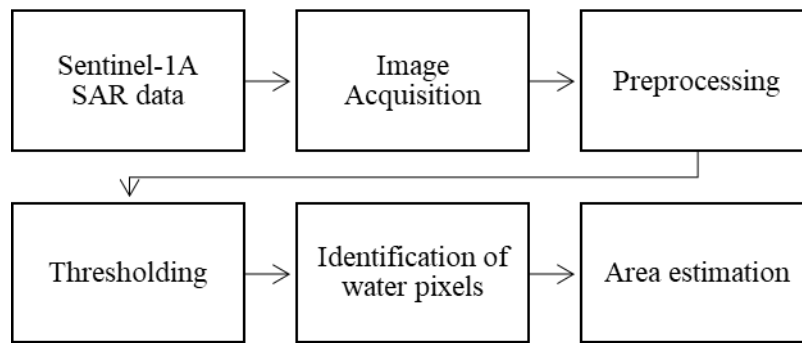 Sentinel-1A
SAR data
Image
Acquisition
Preprocessing
Thresholding
Identification of
water pixels
Area estimation